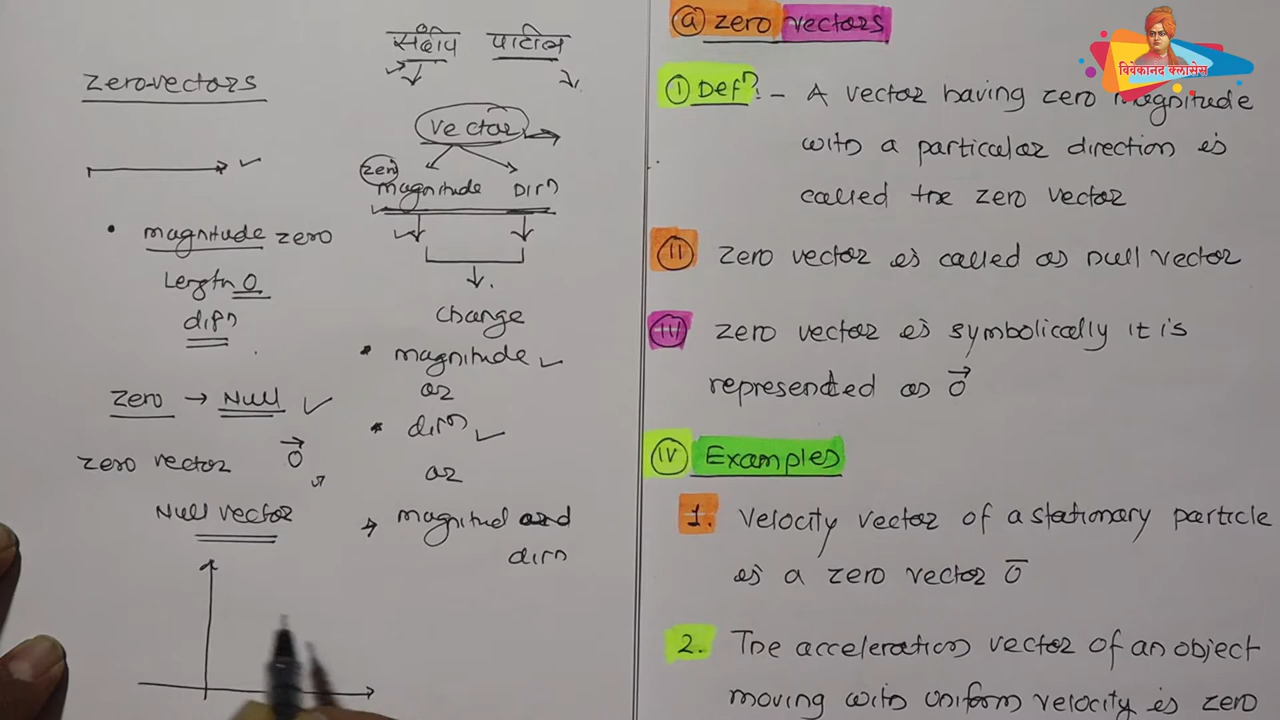 zero vectors
संदीप पाटील
vector
zero
magnitude Dirn
magnitude zero
Length 0
dirn
change
magnitude
or
dirn
or
magnitud and
dirn
zero → Null
zero vector 0⃗
Null vector
a zero vectors
विवेकानंद क्लासेस
I Defn :- A vector having zero magnitude
with a particular direction is
called the zero vector
II zero vector is called as null vector
III zero vector is symbolically it is
represented as 0⃗
IV Examples
1. Velocity vector of a stationary particle
is a zero vector 0̅
2. The acceleration vector of an object
moving with uniform velocity is zero